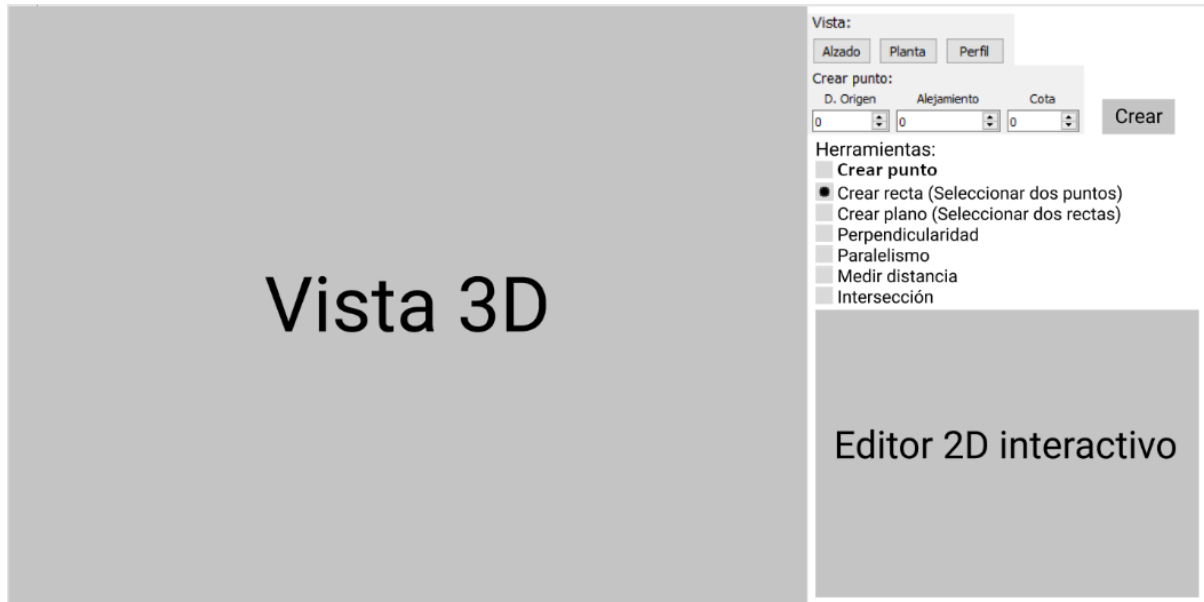 Vista 3D
Vista:
Alzado Planta Perfil
Crear punto:
D. Origen Alejamiento Cota
0 0 0 Crear
Herramientas:
Crear punto
Crear recta (Seleccionar dos puntos)
Crear plano (Seleccionar dos rectas)
Perpendicularidad
Paralelismo
Medir distancia
Intersección
Editor 2D interactivo